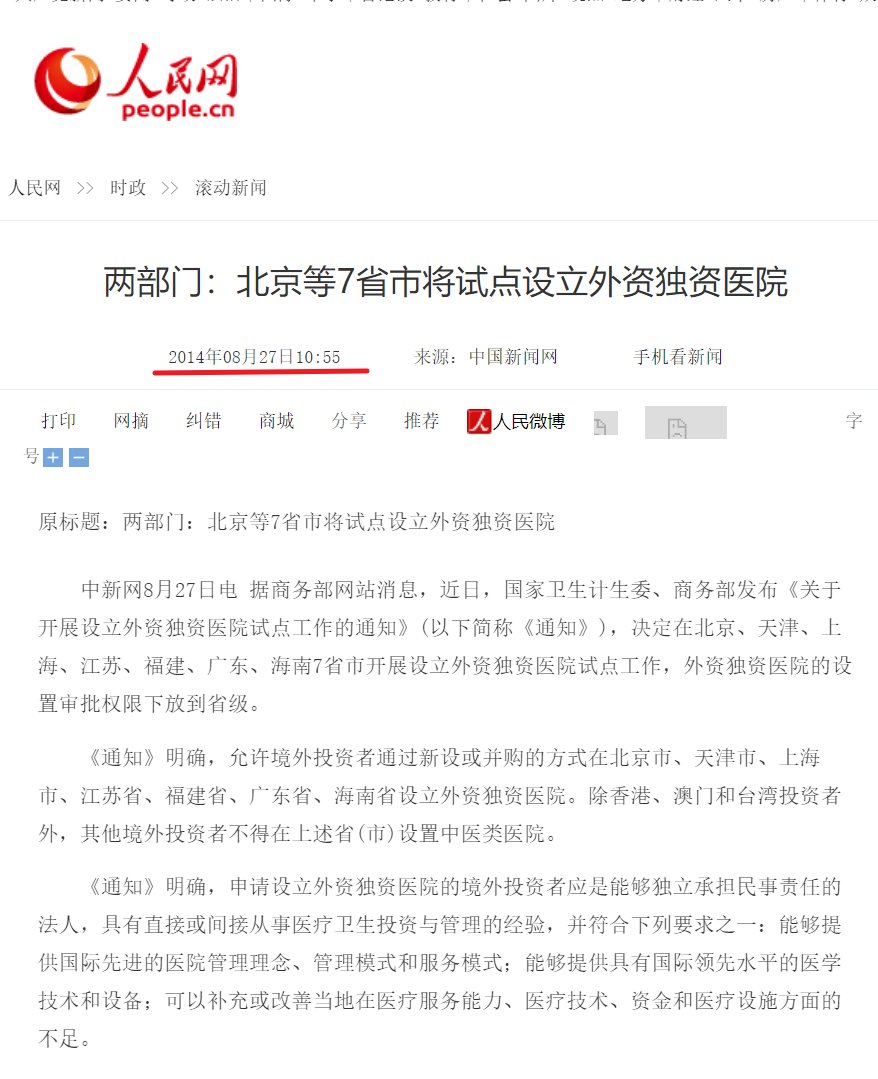 人民网
people.cn
人民网 >> 时政 >> 滚动新闻
两部门：北京等7省市将试点设立外资独资医院
2014年08月27日10:55 来源：中国新闻网 手机看新闻
打印 网摘 纠错 商城 分享 推荐 人民微博 字
号 + −
原标题：两部门：北京等7省市将试点设立外资独资医院
中新网8月27日电 据商务部网站消息，近日，国家卫生计生委、商务部发布《关于
开展设立外资独资医院试点工作的通知》(以下简称《通知》)，决定在北京、天津、上
海、江苏、福建、广东、海南7省市开展设立外资独资医院试点工作，外资独资医院的设
置审批权限下放到省级。
《通知》明确，允许境外投资者通过新设或并购的方式在北京市、天津市、上海
市、江苏省、福建省、广东省、海南省设立外资独资医院。除香港、澳门和台湾投资者
外，其他境外投资者不得在上述省(市)设置中医类医院。
《通知》明确，申请设立外资独资医院的境外投资者应是能够独立承担民事责任的
法人，具有直接或间接从事医疗卫生投资与管理的经验，并符合下列要求之一：能够提
供国际先进的医院管理理念、管理模式和服务模式；能够提供具有国际领先水平的医学
技术和设备；可以补充或改善当地在医疗服务能力、医疗技术、资金和医疗设施方面的
不足。